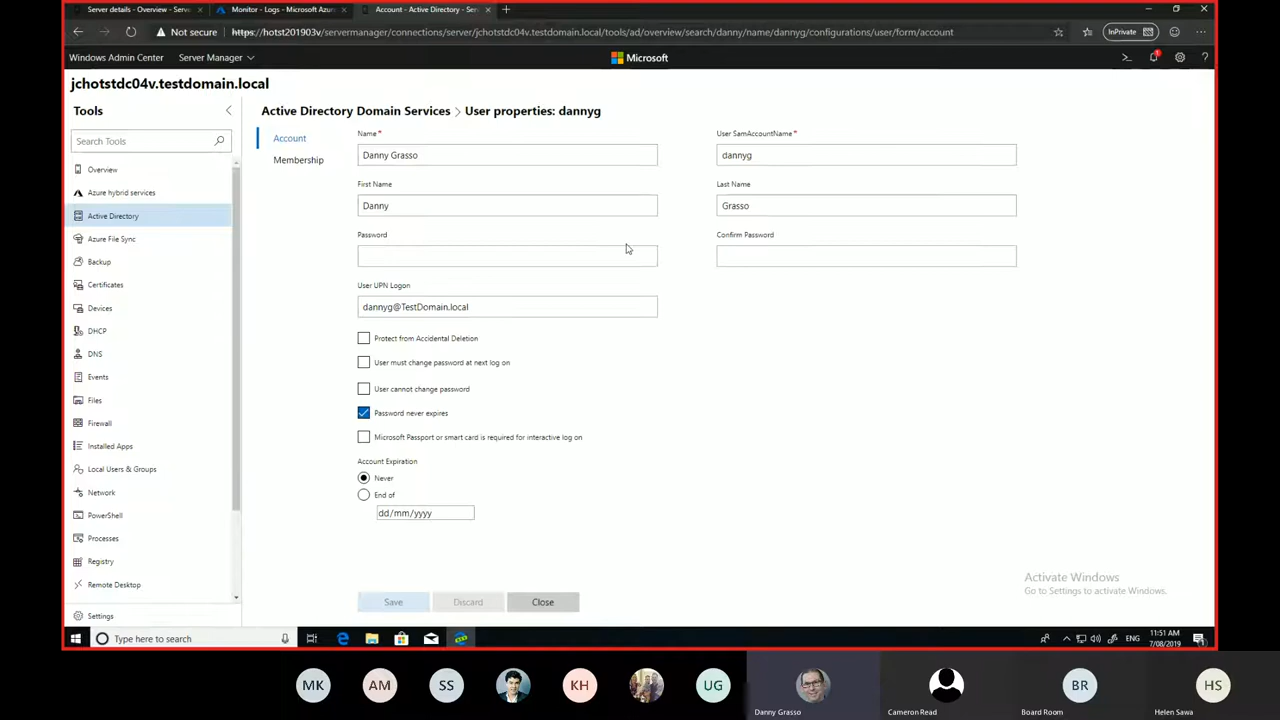 Server details - Overview - Serve
Monitor - Logs - Microsoft Azur
Account - Active Directory - Serv
Not secure
https://hotst201903v/servermanager/connections/server/jchotstdc04v.testdomain.local/tools/ad/overview/search/danny/name/dannyg/configurations/user/form/account
InPrivate
Windows Admin Center
Server Manager
Microsoft
jchotstdc04v.testdomain.local
Tools
Search Tools
Overview
Azure hybrid services
Active Directory
Azure File Sync
Backup
Certificates
Devices
DHCP
DNS
Events
Files
Firewall
Installed Apps
Local Users & Groups
Network
PowerShell
Processes
Registry
Remote Desktop
Settings
Active Directory Domain Services > User properties: dannyg
Account
Membership
Name*
Danny Grasso
User SamAccountName*
dannyg
First Name
Danny
Last Name
Grasso
Password
Confirm Password
User UPN Logon
dannyg@TestDomain.local
Protect from Accidental Deletion
User must change password at next log on
User cannot change password
Password never expires
Microsoft Passport or smart card is required for interactive log on
Account Expiration
Never
End of
dd/mm/yyyy
Save
Discard
Close
Activate Windows
Go to Settings to activate Windows.
Type here to search
ENG
11:51 AM
7/08/2019
MK
AM
SS
KH
UG
BR
HS
Danny Grasso
Cameron Read
Board Room
Helen Sawa